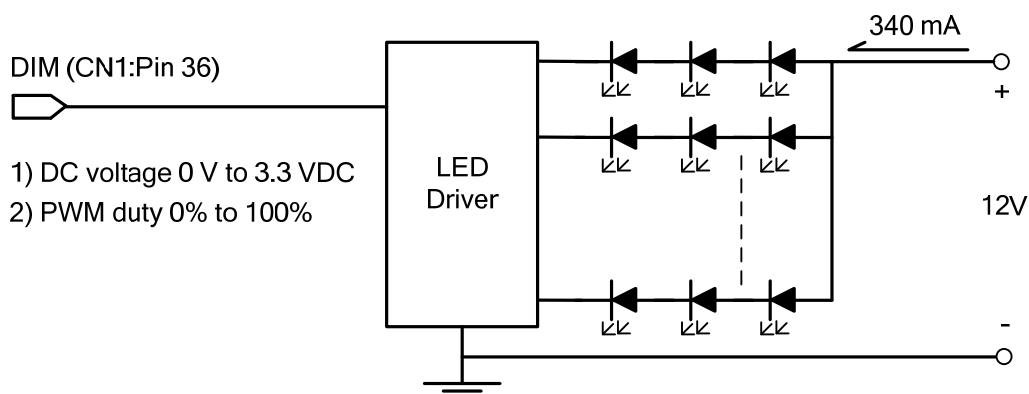 340 mA
DIM (CN1:Pin 36)
+
1) DC voltage 0 V to 3.3 VDC
2) PWM duty 0% to 100%
LED
Driver
12V
-